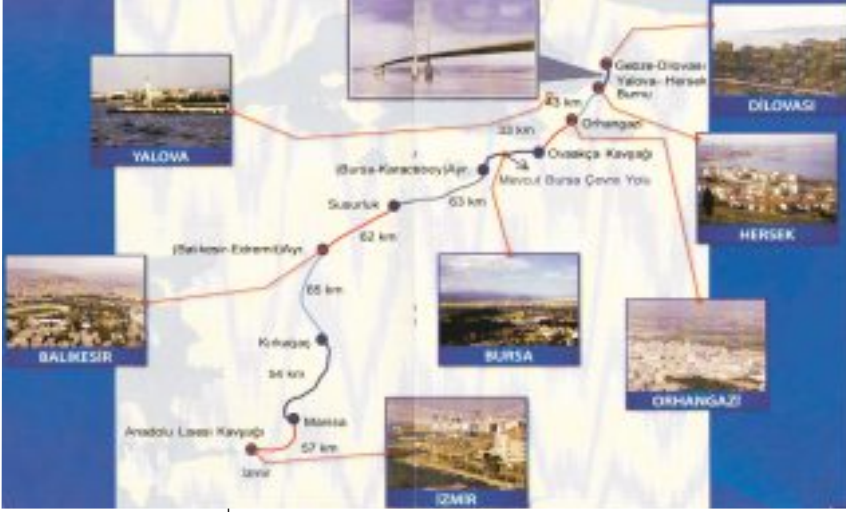 Gebze-Dilovası
Yalova- Hersek
Burnu
DİLOVASI
43 km
Orhangazi
33 km
YALOVA
Ovaakça Kavşağı
(Bursa-Karacabey)Ayr.
Mevcut Bursa Çevre Yolu
63 km
Susurluk
HERSEK
62 km
(Balıkesir-Edremit)Ayr.
65 km
BALIKESİR
BURSA
Kırkağaç
54 km
ORHANGAZİ
Manisa
Anadolu Lisesi Kavşağı
57 km
İzmir
İZMİR